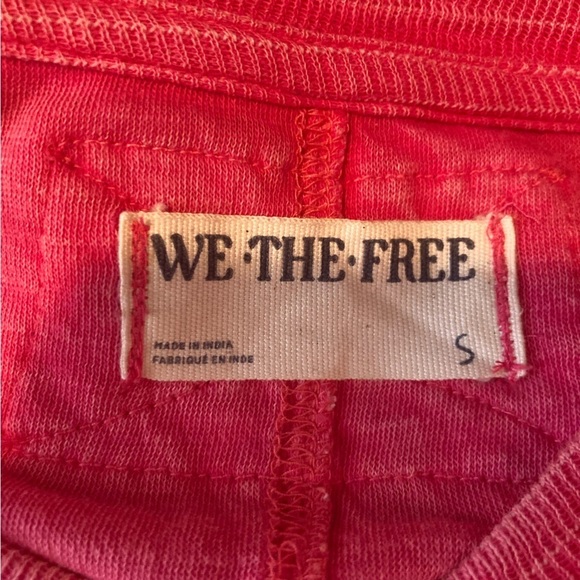 WE·THE·FREE
MADE IN INDIA
FABRIQUÉ EN INDE
S